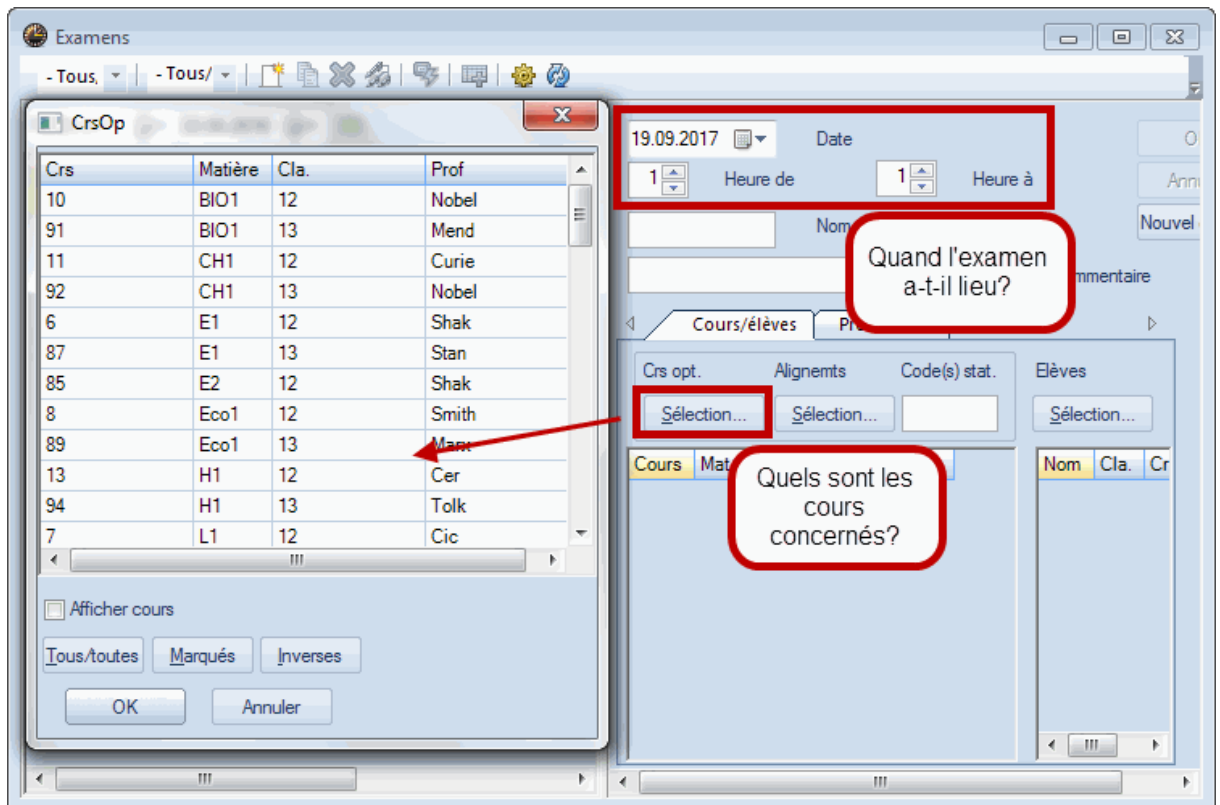 Examens
- Tous, - Tous/
CrsOp
Crs Matière Cla. Prof
10 BIO1 12 Nobel
91 BIO1 13 Mend
11 CH1 12 Curie
92 CH1 13 Nobel
6 E1 12 Shak
87 E1 13 Stan
85 E2 12 Shak
8 Eco1 12 Smith
89 Eco1 13 Marx
13 H1 12 Cer
94 H1 13 Tolk
7 L1 12 Cic
Afficher cours
Tous/toutes Marqués Inverses
OK Annuler
19.09.2017 Date
1 Heure de 1 Heure à
Nom
Nouvel
Quand l'examen
a-t-il lieu?
Cours/élèves
Crs opt. Alignemts Code(s) stat. Elèves
Sélection... Sélection... Sélection...
Cours Mat Nom Cla. Cr
Quels sont les
cours
concernés?